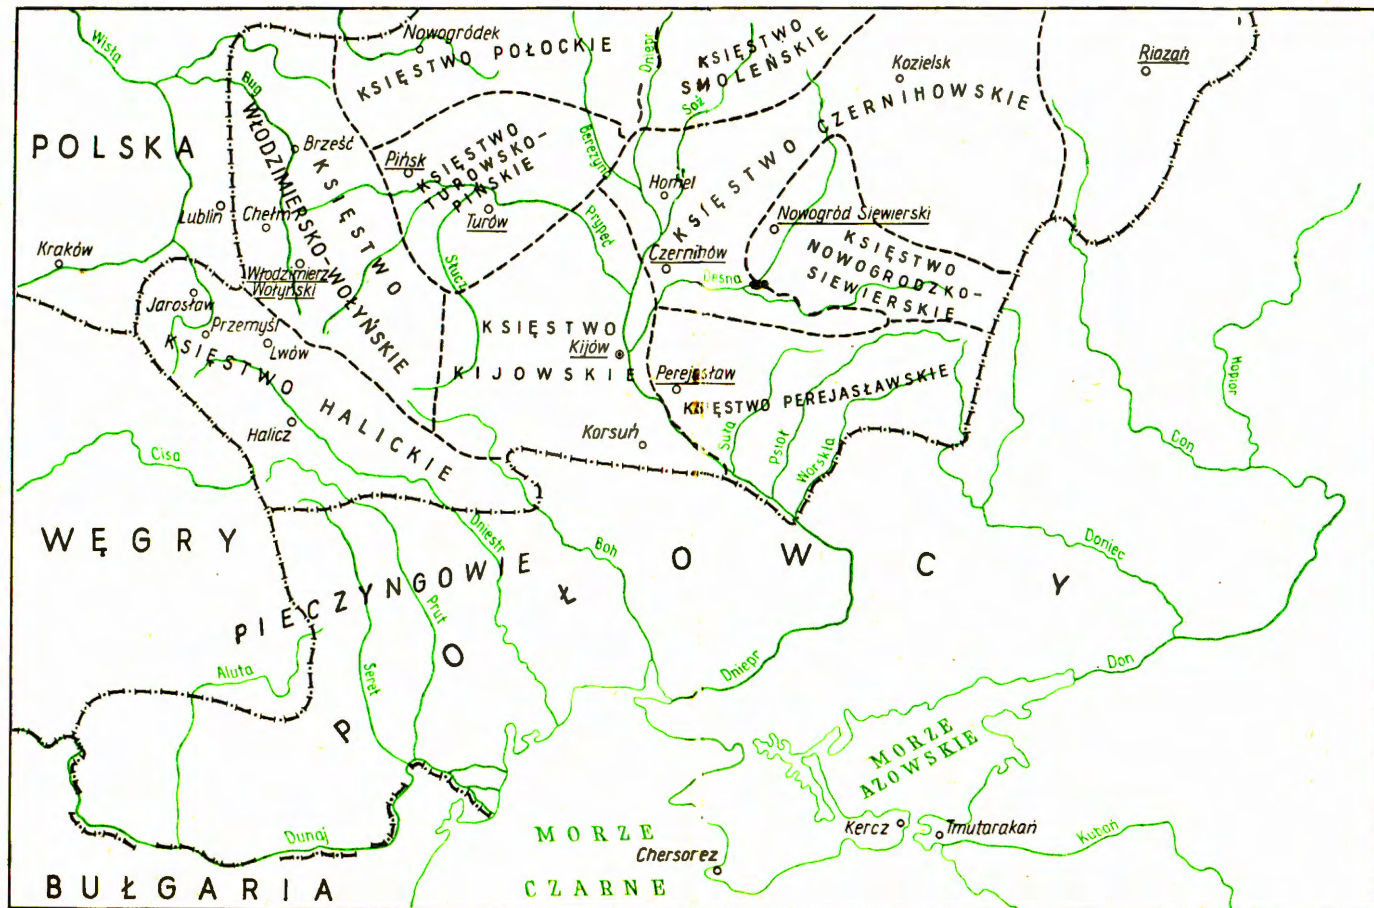 Nowogródek
Wisła
KSIĘSTWO POŁOCKIE
Dniepr
KSIĘSTWO
SMOLEŃSKIE
Soż
Kozielsk
Riazań
Bug
POLSKA
Brześć
WŁODZIMIERSKO-WOŁYŃSKIE
KSIĘSTWO
Pińsk
KSIĘSTWO
TUROWSKO-
PIŃSKIE
Berezyna
KSIĘSTWO CZERNIHOWSKIE
Homel
Lublin
Chełm
Turów
Prypeć
Nowogród Siewierski
KSIĘSTWO
NOWOGRODZKO-
SIEWIERSKIE
Kraków
Włodzimierz
Wołyński
Słucz
Czernihów
Desna
Jarosław
Przemyśl
Lwów
KSIĘSTWO
KIJOWSKIE
Kijów
Perejasław
KSIĘSTWO PEREJASŁAWSKIE
Hopior
KSIĘSTWO HALICKIE
Halicz
Korsuń
Suła
Psioł
Worskla
Don
Cisa
WĘGRY
Dniestr
Boh
Doniec
PIECZYNGOWIE
POŁOWCY
Prut
Aluta
Seret
Dniepr
Don
MORZE
AZOWSKIE
Dunaj
MORZE
CZARNE
Kercz
Tmutarakań
Kubań
Chersorez
BUŁGARIA